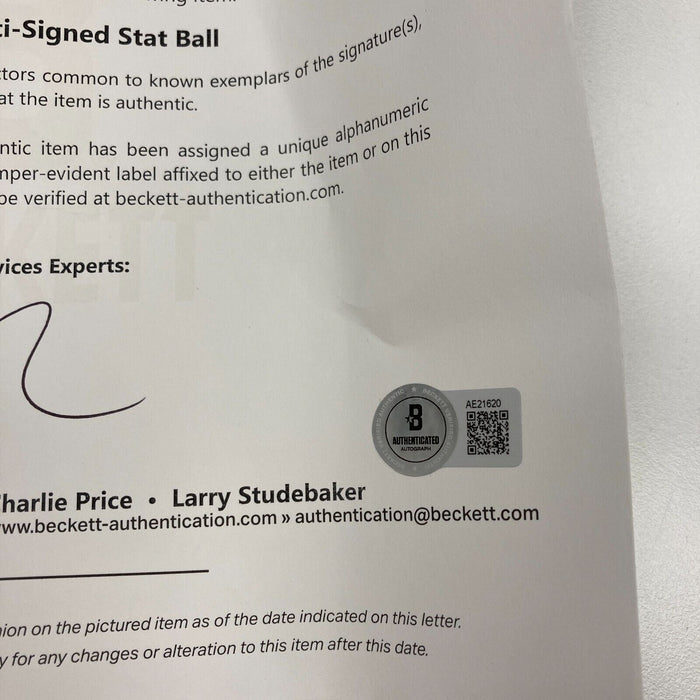 ti-Signed Stat Ball
ctors common to known exemplars of the signature(s),
at the item is authentic.
ntic item has been assigned a unique alphanumeric
mper-evident label affixed to either the item or on this
be verified at beckett-authentication.com.
vices Experts:
AE21620
B
AUTHENTICATED
AUTOGRAPH
Charlie Price • Larry Studebaker
www.beckett-authentication.com » authentication@beckett.com
nion on the pictured item as of the date indicated on this letter.
y for any changes or alteration to this item after this date.